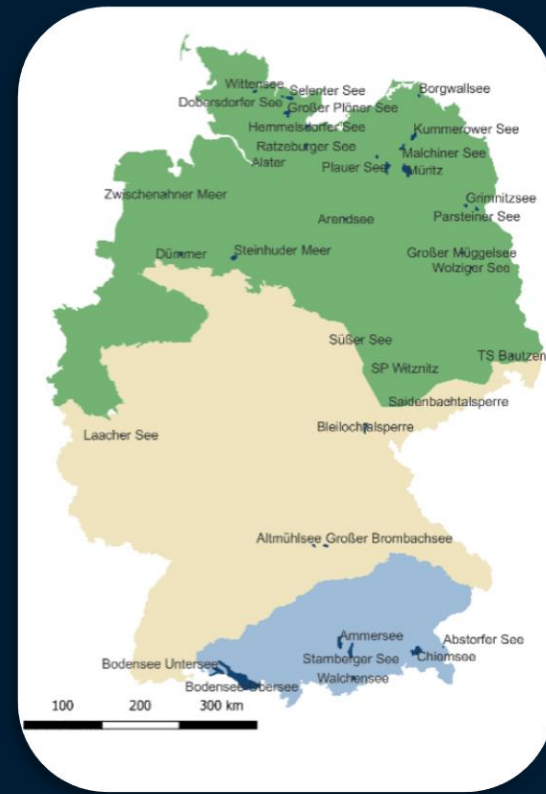 Wittensee
Selenter See
Borgwallsee
Dobersdorfer See
Großer Plöner See
Hemmelsdorfer See
Kummerower See
Ratzeburger See
Malchiner See
Alster
Plauer See
Müritz
Zwischenahner Meer
Grimnitzsee
Arendsee
Parsteiner See
Dümmer
Steinhuder Meer
Großer Müggelsee
Wolziger See
Süßer See
TS Bautzen
SP Witznitz
Saidenbachtalsperre
Laacher See
Bleilochtalsperre
Altmühlsee Großer Brombachsee
Ammersee
Abstorfer See
Bodensee Untersee
Starnberger See
Chiemsee
Bodensee Obersee
Walchensee
100 200 300 km